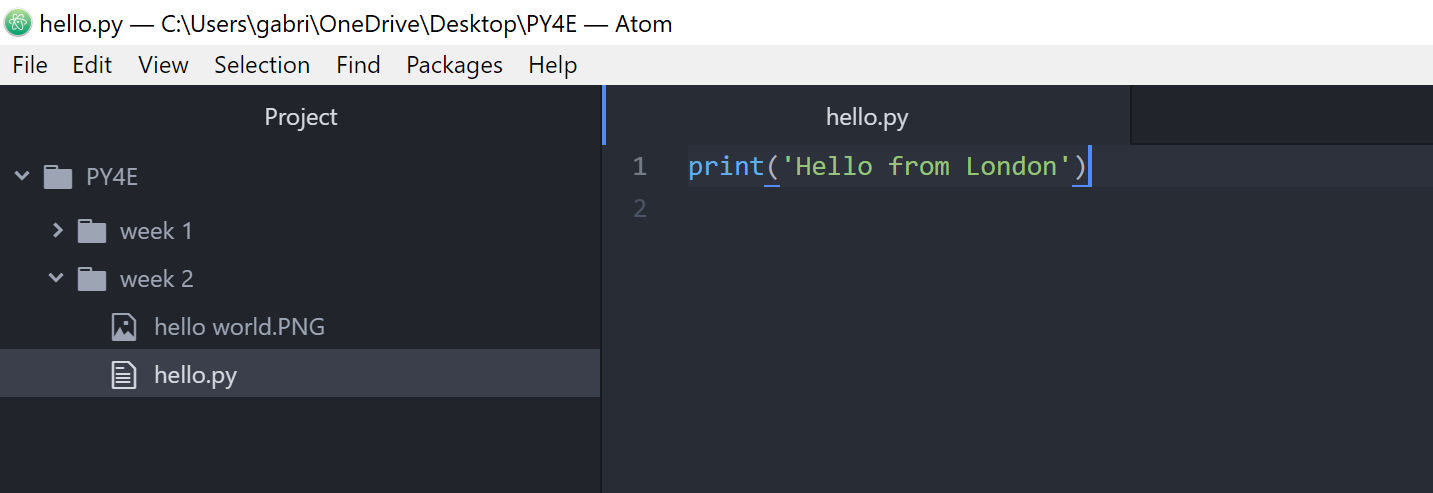 hello.py — C:\Users\gabri\OneDrive\Desktop\PY4E — Atom
File Edit View Selection Find Packages Help
Project
PY4E
week 1
week 2
hello world.PNG
hello.py
hello.py
1 print('Hello from London')
2